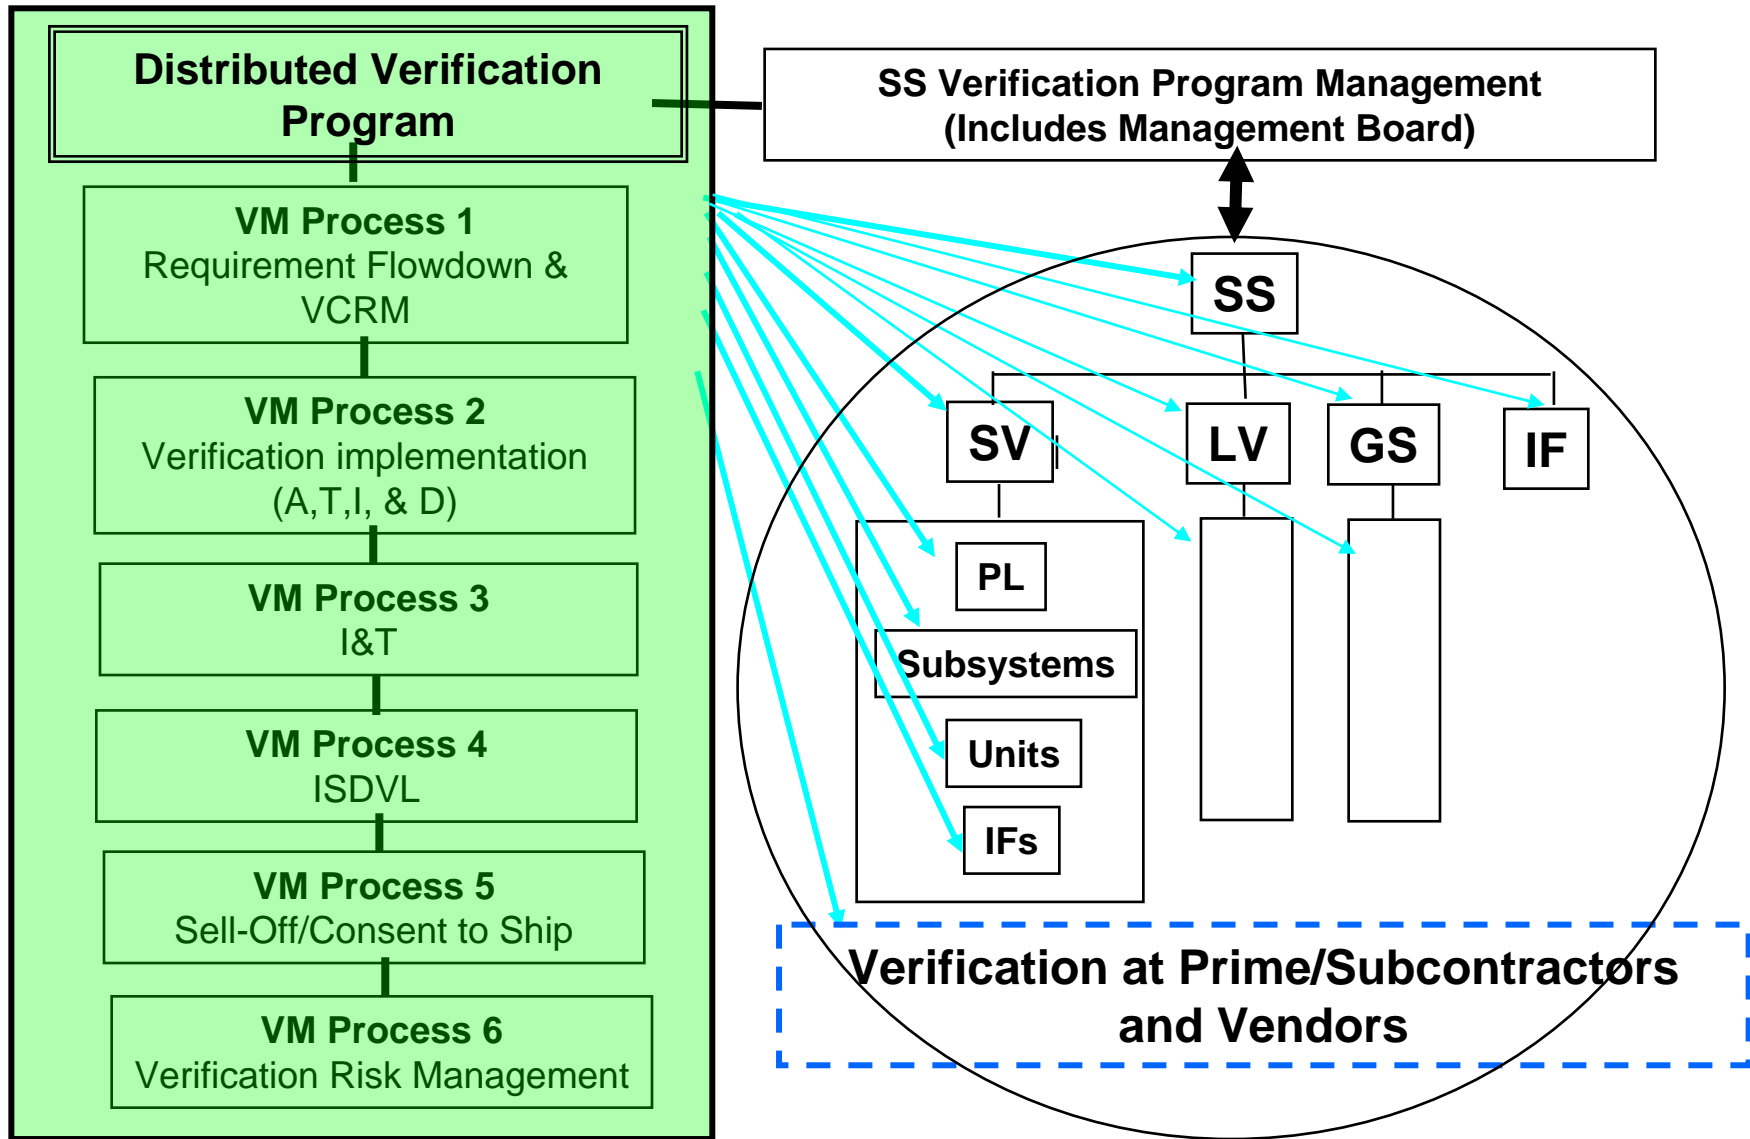 Distributed Verification
Program
SS Verification Program Management
(Includes Management Board)
VM Process 1
Requirement Flowdown &
VCRM
VM Process 2
Verification implementation
(A,T,I, & D)
VM Process 3
I&T
VM Process 4
ISDVL
VM Process 5
Sell-Off/Consent to Ship
VM Process 6
Verification Risk Management
SS
SV
LV
GS
IF
PL
Subsystems
Units
IFs
Verification at Prime/Subcontractors
and Vendors